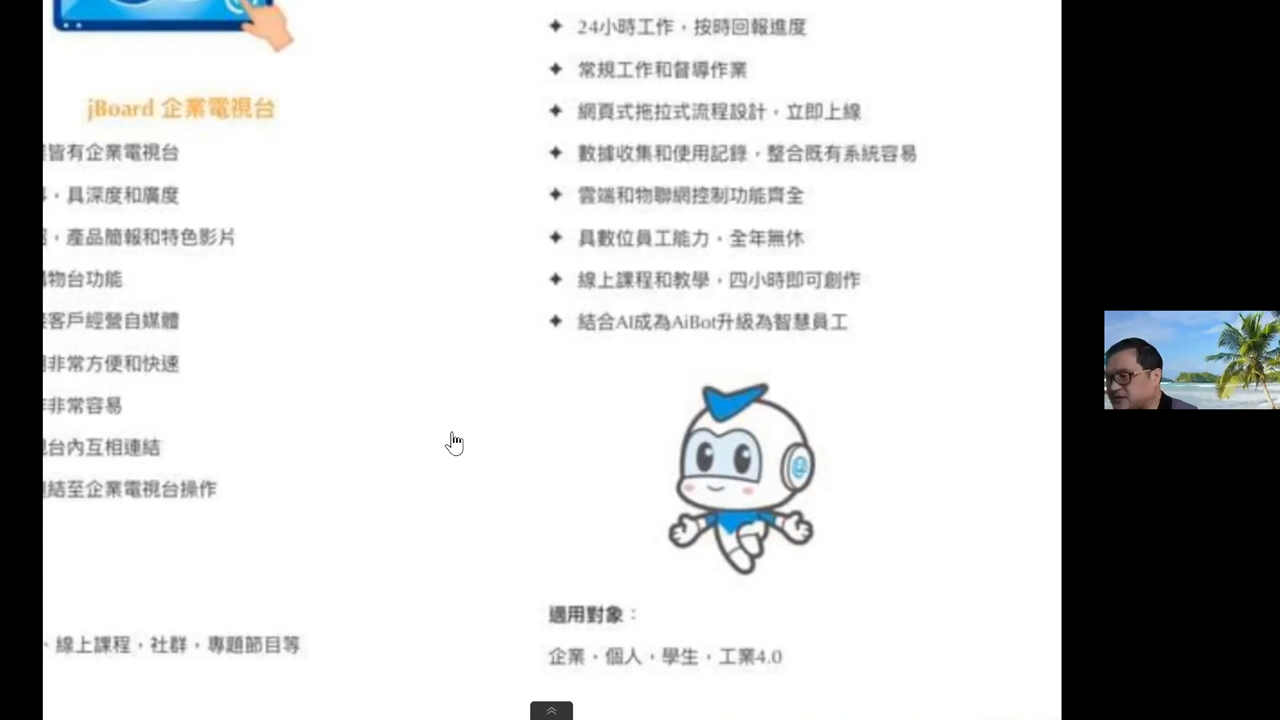 jBoard 企業電視台
皆有企業電視台
，具深度和廣度
，產品簡報和特色影片
物台功能
客戶經營自媒體
非常方便和快速
非常容易
台內互相連結
結至企業電視台操作
、線上課程，社群，專題節目等
✦ 24小時工作，按時回報進度
✦ 常規工作和督導作業
✦ 網頁式拖拉式流程設計，立即上線
✦ 數據收集和使用記錄，整合既有系統容易
✦ 雲端和物聯網控制功能齊全
✦ 具數位員工能力，全年無休
✦ 線上課程和教學，四小時即可創作
✦ 結合AI成為AiBot升級為智慧員工
適用對象：
企業，個人，學生，工業4.0